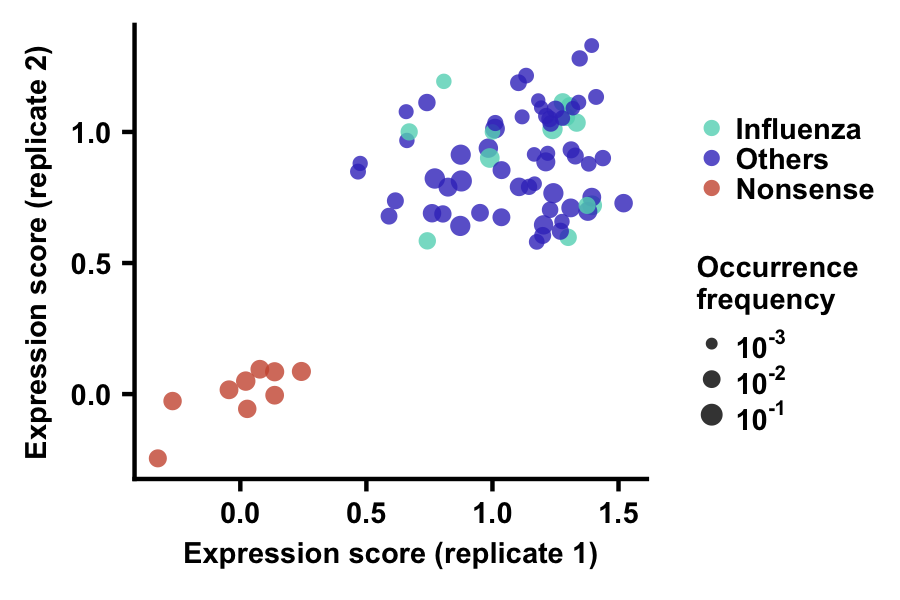 Expression score (replicate 2)
1.0
0.5
0.0
0.0 0.5 1.0 1.5
Expression score (replicate 1)
Influenza
Others
Nonsense
Occurrence
frequency
10⁻³
10⁻²
10⁻¹